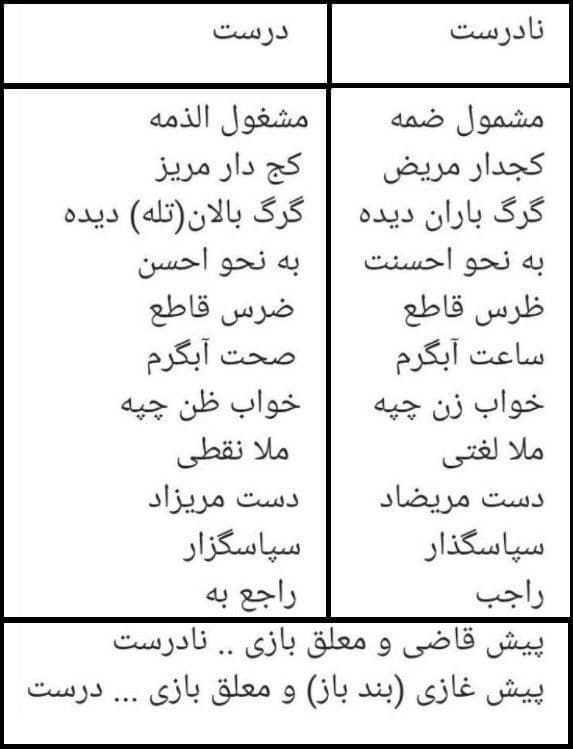 نادرست درست
مشمول ضمه مشغول الذمه
کجدار مریض کج دار مریز
گرگ باران دیده گرگ بالان(تله) دیده
به نحو احسنت به نحو احسن
ظرس قاطع ضرس قاطع
ساعت آبگرم صحت آبگرم
خواب زن چپه خواب ظن چپه
ملا لغتی ملا نقطی
دست مریضاد دست مریزاد
سپاسگذار سپاسگزار
راجب راجع به
پیش قاضی و معلق بازی .. نادرست
پیش غازی (بند باز) و معلق بازی ... درست